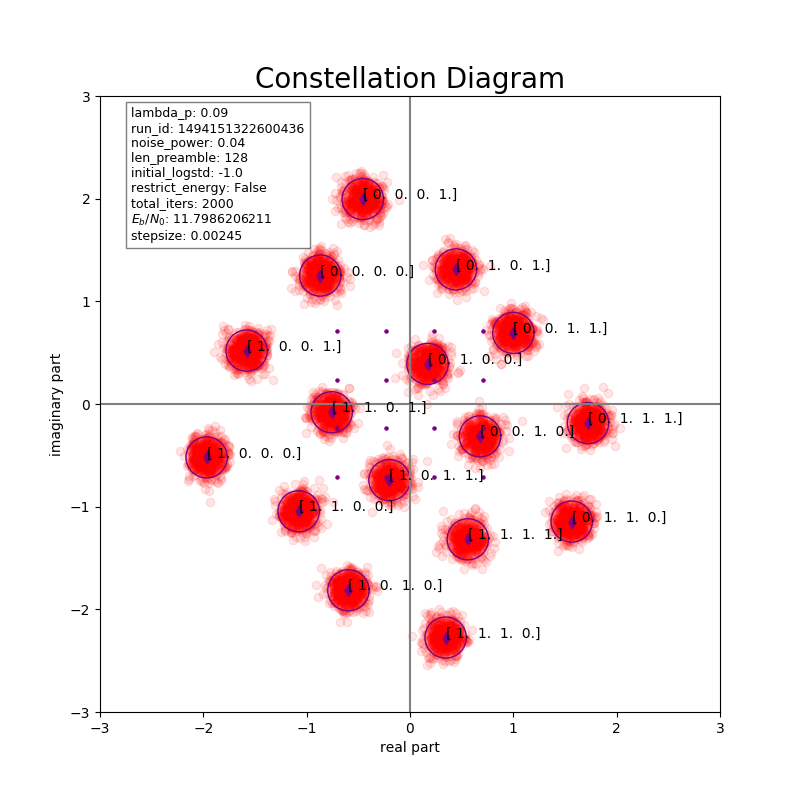 Constellation Diagram
lambda_p: 0.09
run_id: 1494151322600436
noise_power: 0.04
len_preamble: 128
initial_logstd: -1.0
restrict_energy: False
total_iters: 2000
E_b/N_0: 11.7986206211
stepsize: 0.00245
3
2
1
0
−1
−2
−3
imaginary part
[ 0. 0. 0. 1.]
[ 0. 0. 0. 0.]
[ 0. 1. 0. 1.]
[ 0. 0. 1. 1.]
[ 1. 0. 0. 1.]
[ 0. 1. 0. 0.]
[ 1. 1. 0. 1.]
[ 0. 1. 1. 1.]
[ 0. 0. 1. 0.]
[ 1. 0. 0. 0.]
[ 1. 0. 1. 1.]
[ 1. 1. 0. 0.]
[ 0. 1. 1. 0.]
[ 1. 1. 1. 1.]
[ 1. 0. 1. 0.]
[ 1. 1. 1. 0.]
−3 −2 −1 0 1 2 3
real part